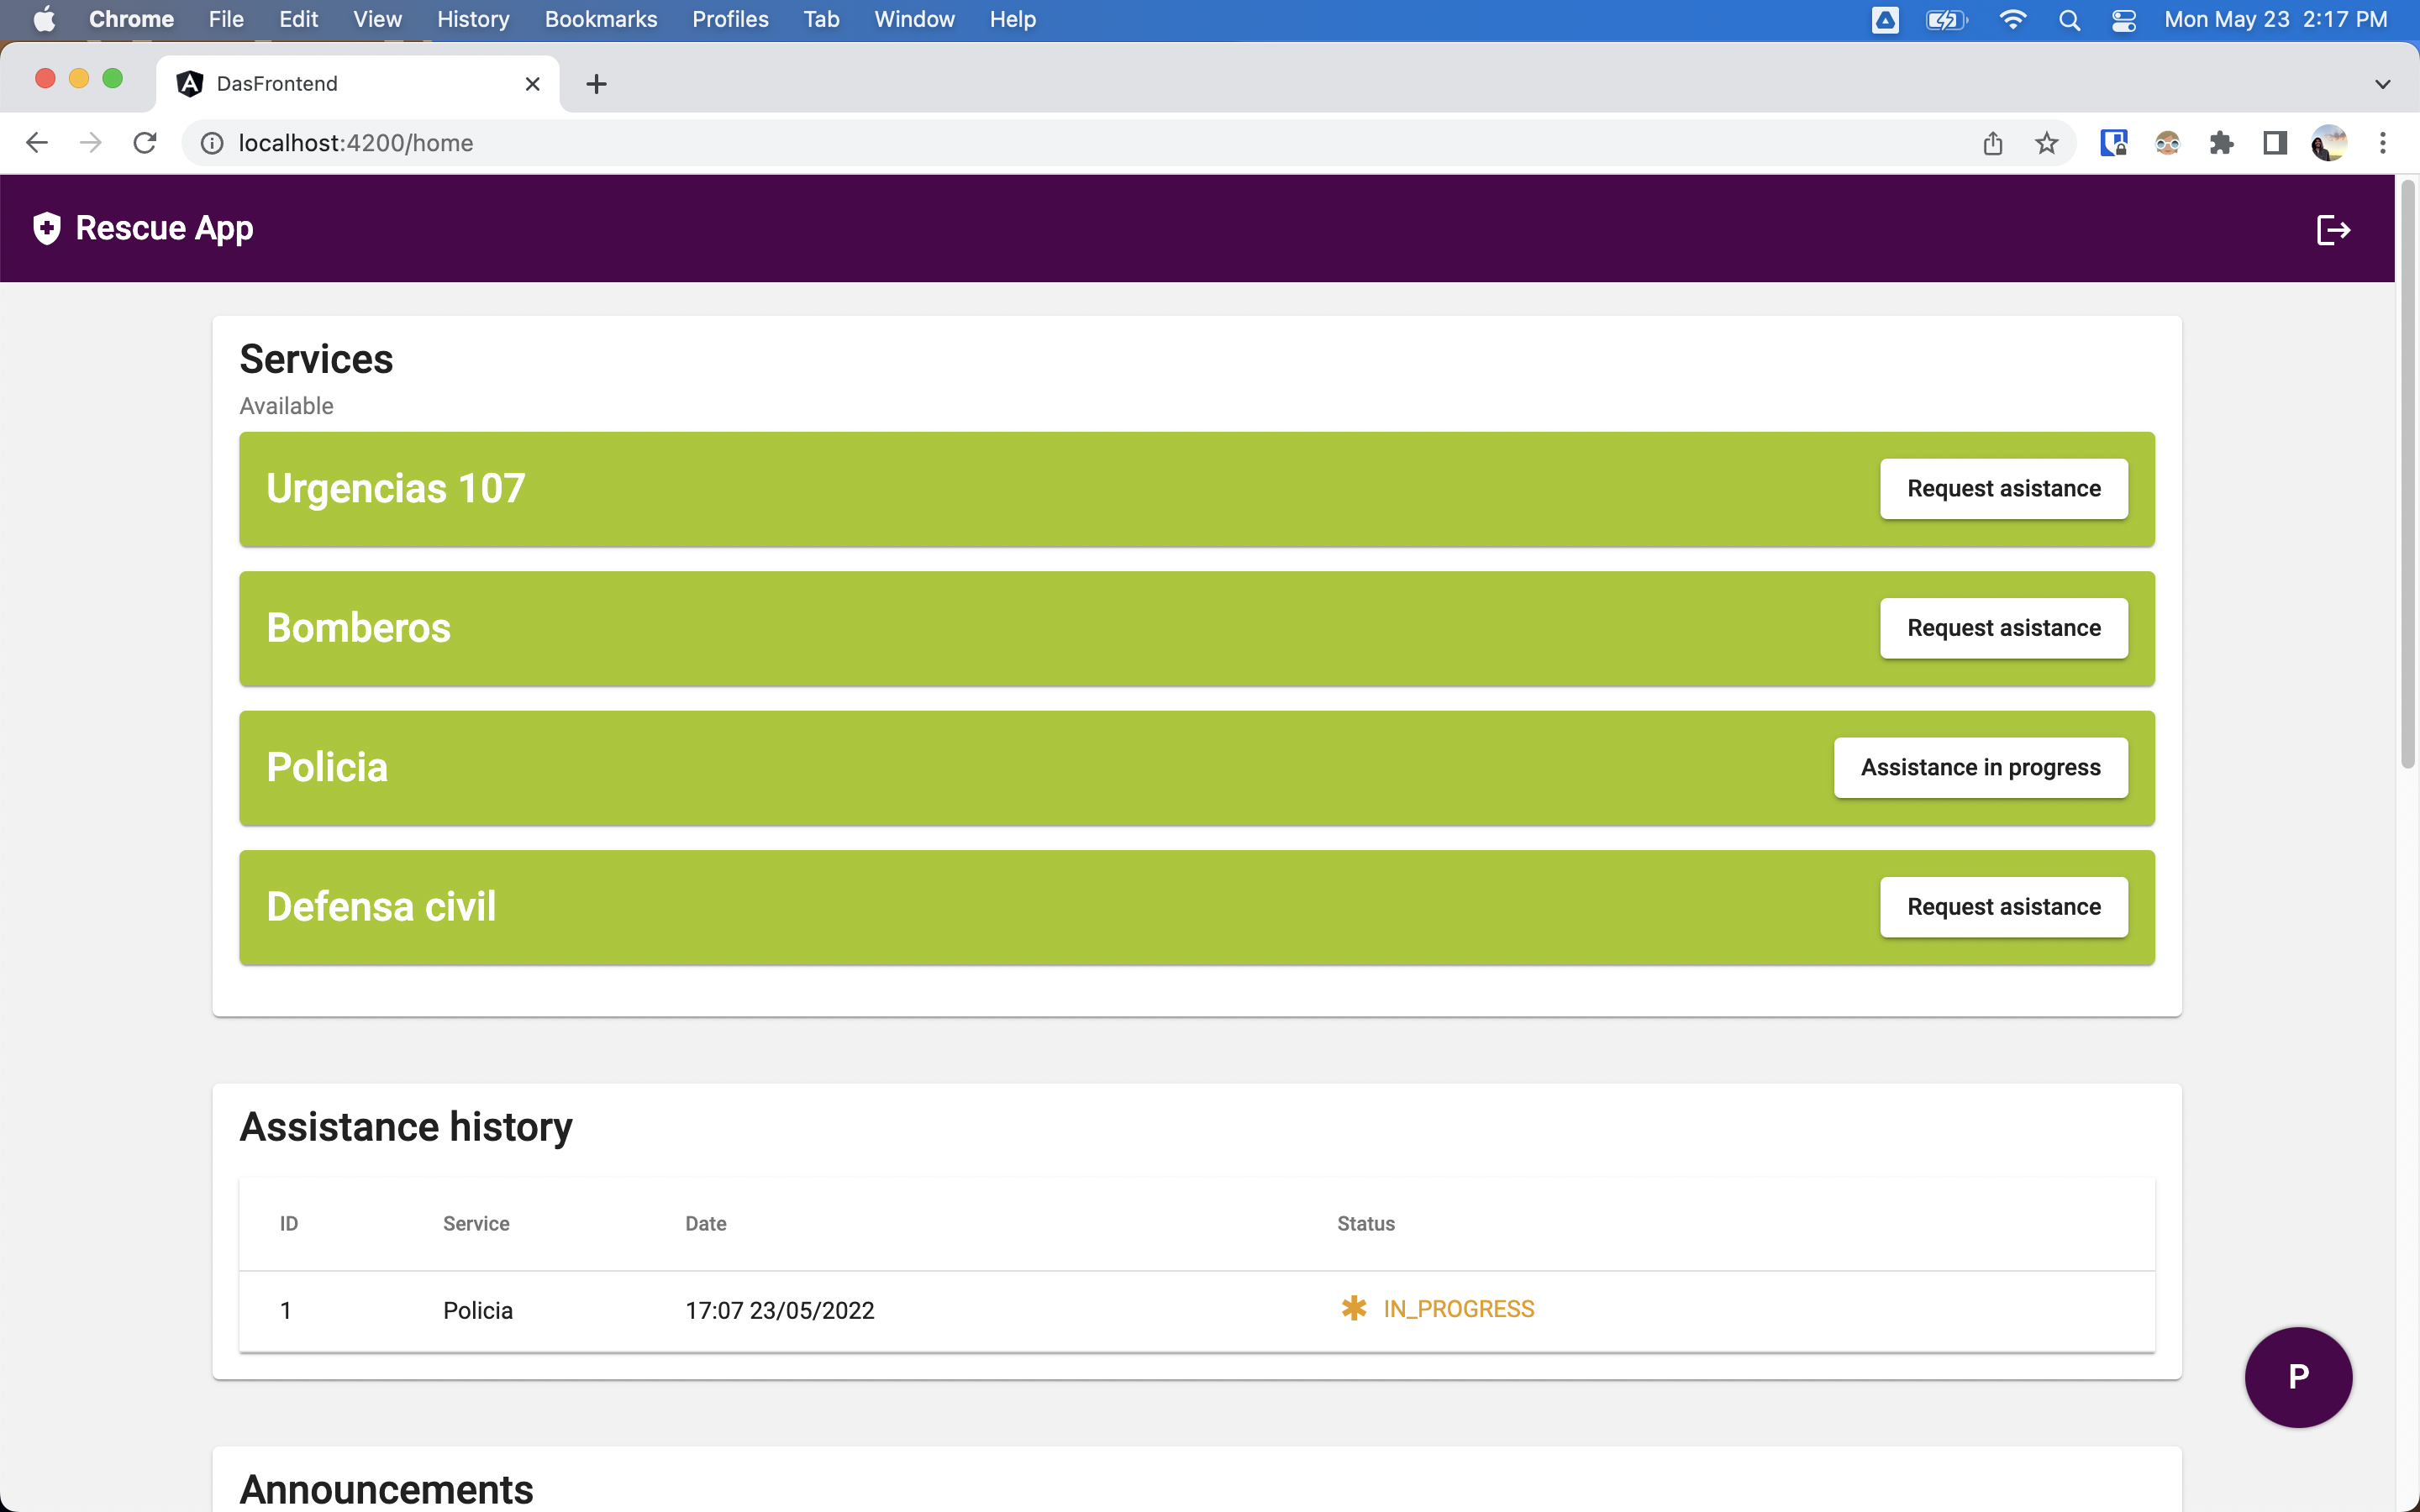 Chrome File Edit View History Bookmarks Profiles Tab Window Help Mon May 23 2:17 PM
DasFrontend
localhost:4200/home
Rescue App
Services
Available
Urgencias 107 Request asistance
Bomberos Request asistance
Policia Assistance in progress
Defensa civil Request asistance
Assistance history
ID Service Date Status
1 Policia 17:07 23/05/2022 IN_PROGRESS
P
Announcements